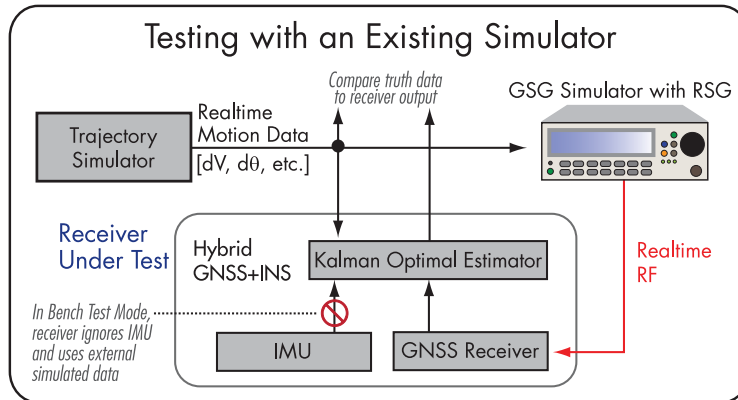 Testing with an Existing Simulator
Compare truth data
to receiver output
GSG Simulator with RSG
Trajectory
Simulator
Realtime
Motion Data
[dV, dθ, etc.]
Receiver
Under Test
Hybrid
GNSS+INS
Kalman Optimal Estimator
Realtime
RF
In Bench Test Mode,
receiver ignores IMU
and uses external
simulated data
IMU
GNSS Receiver